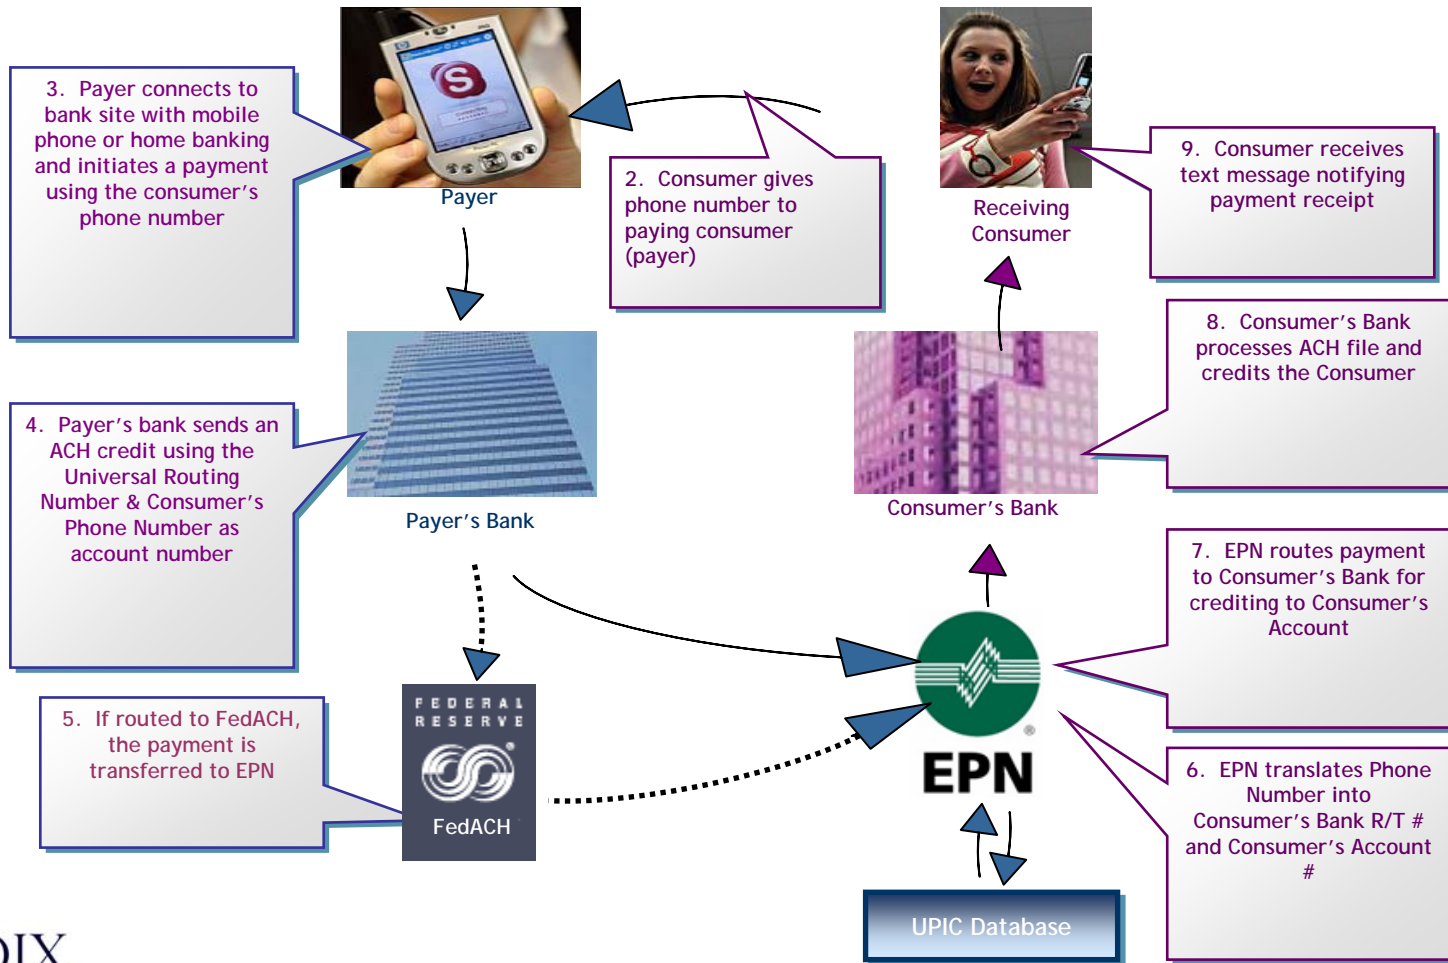 3. Payer connects to
bank site with mobile
phone or home banking
and initiates a payment
using the consumer's
phone number
Payer
2. Consumer gives
phone number to
paying consumer
(payer)
Receiving
Consumer
9. Consumer receives
text message notifying
payment receipt
4. Payer's bank sends an
ACH credit using the
Universal Routing
Number & Consumer's
Phone Number as
account number
Payer's Bank
Consumer's Bank
8. Consumer's Bank
processes ACH file and
credits the Consumer
7. EPN routes payment
to Consumer's Bank for
crediting to Consumer's
Account
5. If routed to FedACH,
the payment is
transferred to EPN
FEDERAL
RESERVE
®
FedACH
®
EPN
6. EPN translates Phone
Number into
Consumer's Bank R/T #
and Consumer's Account
#
UPIC Database